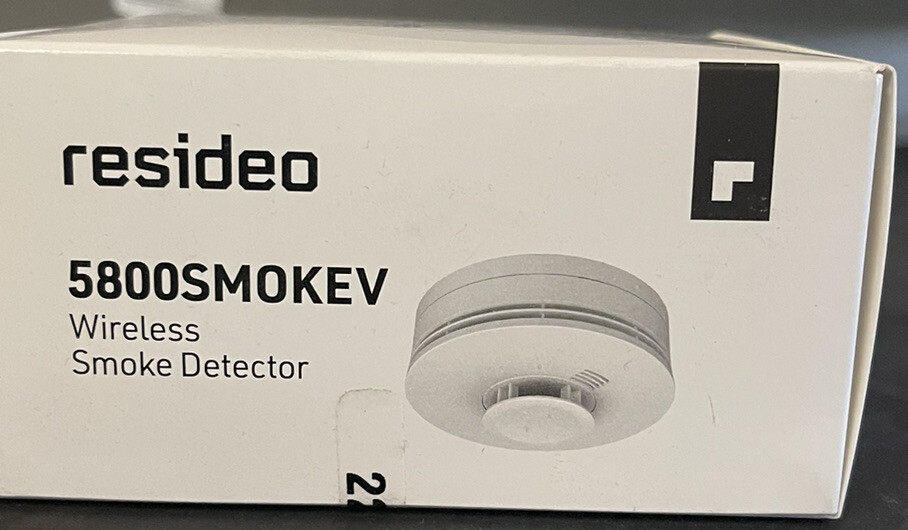 resideo
5800SMOKEV
Wireless
Smoke Detector